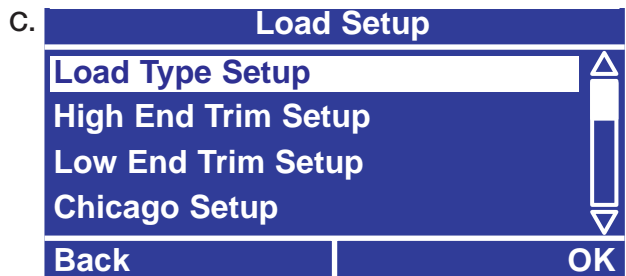 c. Load Setup
Load Type Setup
High End Trim Setup
Low End Trim Setup
Chicago Setup
Back OK